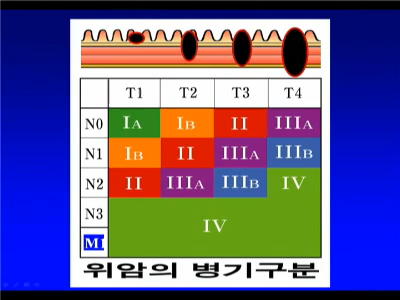 T1 T2 T3 T4
N0 IA IB II IIIA
N1 IB II IIIA IIIB
N2 II IIIA IIIB IV
N3
IV
M1
위암의 병기구분